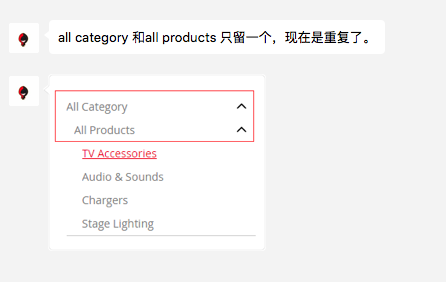 all category 和all products 只留一个，现在是重复了。
All Category
All Products
TV Accessories
Audio & Sounds
Chargers
Stage Lighting